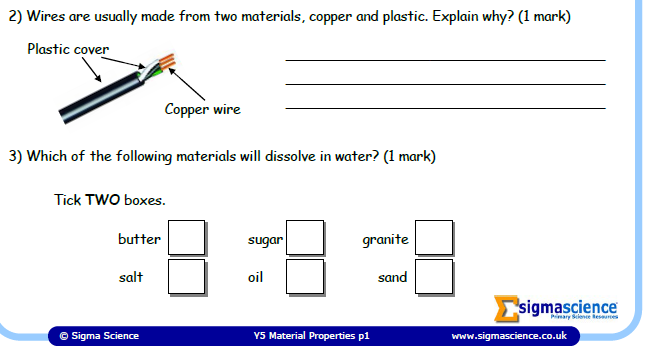 2) Wires are usually made from two materials, copper and plastic. Explain why? (1 mark)
Plastic cover
Copper wire
3) Which of the following materials will dissolve in water? (1 mark)
Tick TWO boxes.
butter sugar granite
salt oil sand
sigmascience
Primary Science Resources
© Sigma Science Y5 Material Properties p1 www.sigmascience.co.uk